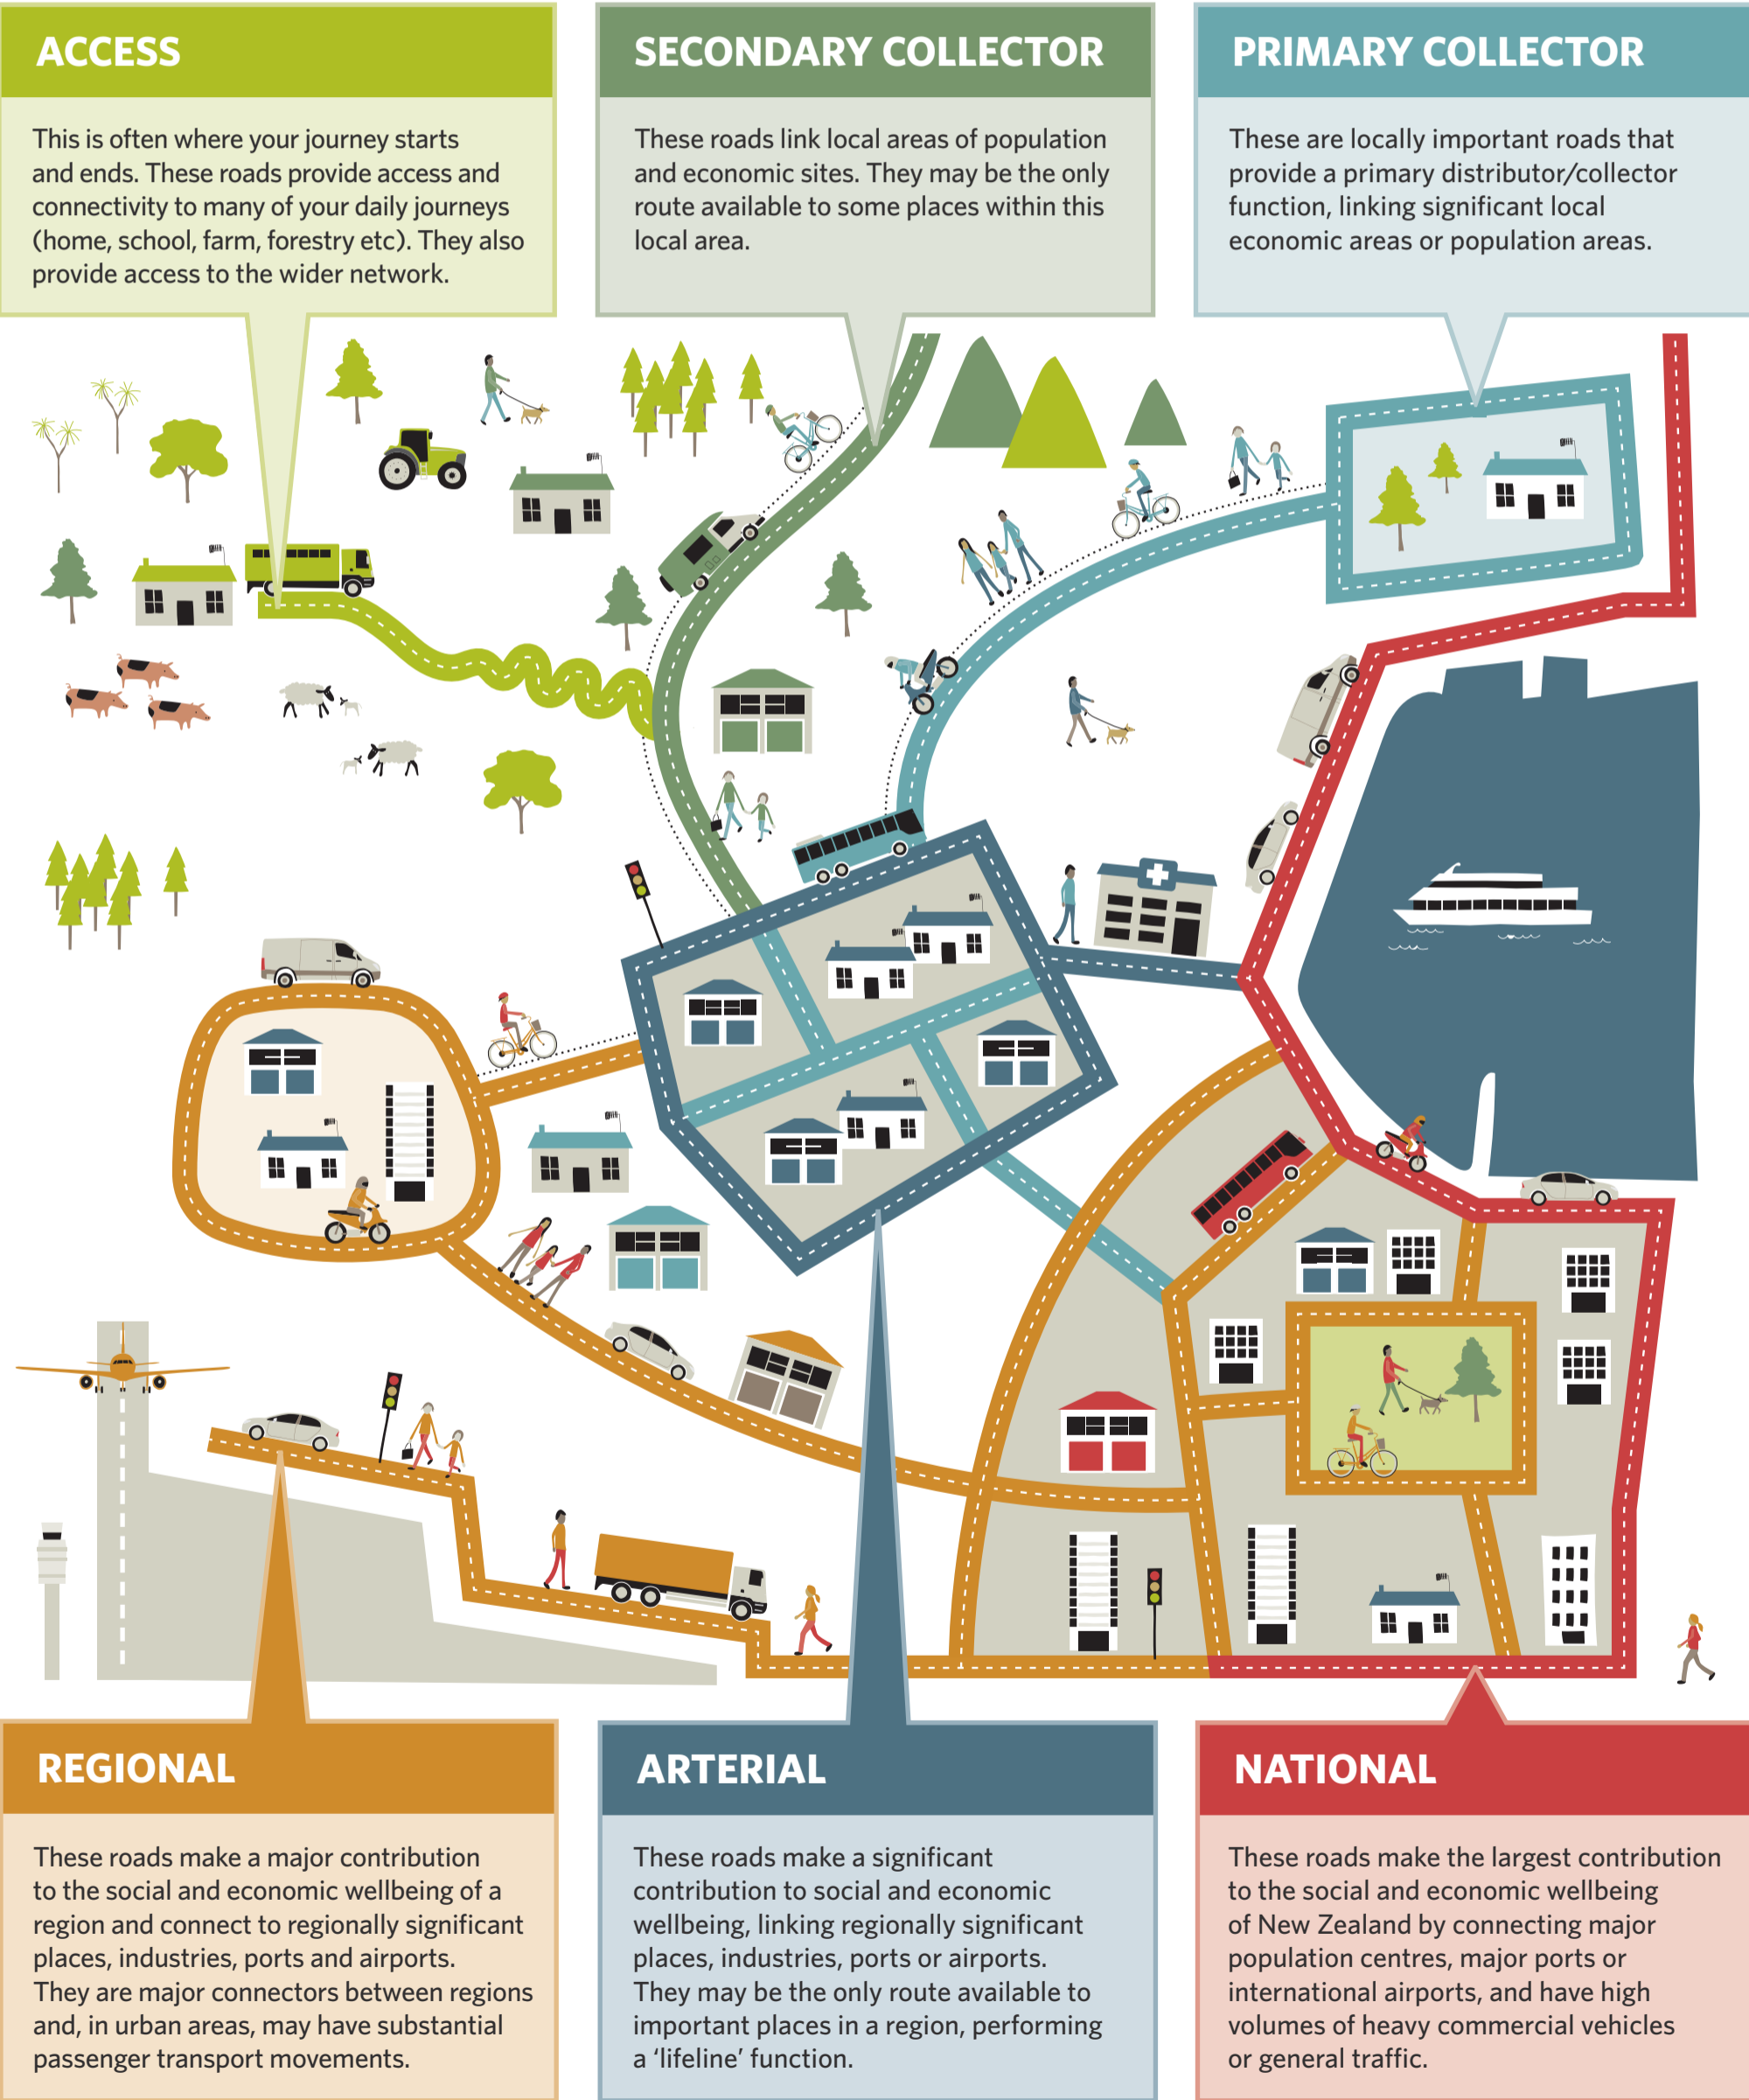 ACCESS
This is often where your journey starts
and ends. These roads provide access and
connectivity to many of your daily journeys
(home, school, farm, forestry etc). They also
provide access to the wider network.
SECONDARY COLLECTOR
These roads link local areas of population
and economic sites. They may be the only
route available to some places within this
local area.
PRIMARY COLLECTOR
These are locally important roads that
provide a primary distributor/collector
function, linking significant local
economic areas or population areas.
REGIONAL
These roads make a major contribution
to the social and economic wellbeing of a
region and connect to regionally significant
places, industries, ports and airports.
They are major connectors between regions
and, in urban areas, may have substantial
passenger transport movements.
ARTERIAL
These roads make a significant
contribution to social and economic
wellbeing, linking regionally significant
places, industries, ports or airports.
They may be the only route available to
important places in a region, performing
a ‘lifeline’ function.
NATIONAL
These roads make the largest contribution
to the social and economic wellbeing
of New Zealand by connecting major
population centres, major ports or
international airports, and have high
volumes of heavy commercial vehicles
or general traffic.